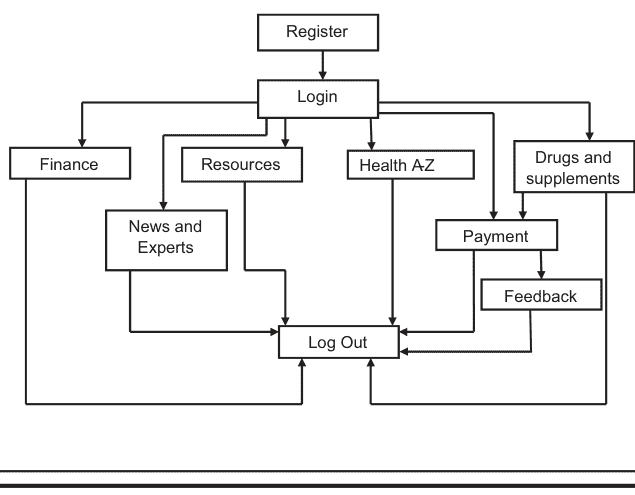 Register
Login
Finance
Resources
Health A-Z
Drugs and
supplements
News and
Experts
Payment
Feedback
Log Out